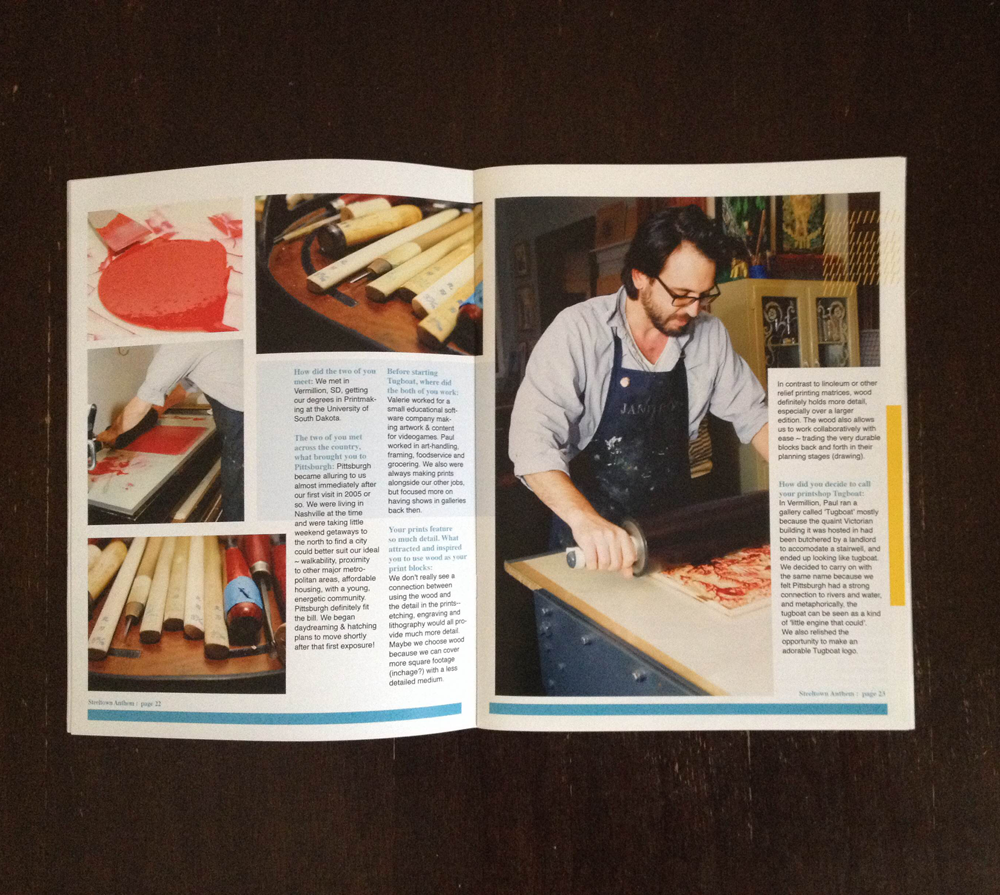 How did the two of you
meet: We met in
Vermillion, SD, getting
our degrees in Printmak-
ing at the University of
South Dakota.
The two of you met
across the country,
what brought you to
Pittsburgh: Pittsburgh
became alluring to us
almost immediately after
our first visit in 2005 or
so. We were living in
Nashville at the time
and were taking little
weekend getaways to
the north to find a city
could better suit our ideal
– walkability, proximity
to other major metro-
politan areas, affordable
housing, with a young,
energetic community.
Pittsburgh definitely fit
the bill. We began
daydreaming & hatching
plans to move shortly
after that first exposure!
Before starting
Tugboat, where did
the both of you work:
Valerie worked for a
small educational soft-
ware company mak-
ing artwork & content
for videogames. Paul
worked in art-handling,
framing, foodservice and
grocering. We also were
always making prints
alongside our other jobs,
but focused more on
having shows in galleries
back then.
Your prints feature
so much detail. What
attracted and inspired
you to use wood as your
print blocks:
We don't really see a
connection between
using the wood and
the detail in the prints–
etching, engraving and
lithography would all pro-
vide much more detail.
Maybe we choose wood
because we can cover
more square footage
(inchage?) with a less
detailed medium.
Steeltown Anthem : page 22
In contrast to linoleum or other
relief printing matrices, wood
definitely holds more detail,
especially over a larger
edition. The wood also allows
us to work collaboratively with
ease – trading the very durable
blocks back and forth in their
planning stages (drawing).
How did you decide to call
your printshop Tugboat:
In Vermillion, Paul ran a
gallery called 'Tugboat' mostly
because the quaint Victorian
building it was hosted in had
been butchered by a landlord
to accomodate a stairwell, and
ended up looking like tugboat.
We decided to carry on with
the same name because we
felt Pittsburgh had a strong
connection to rivers and water,
and metaphorically, the
tugboat can be seen as a kind
of 'little engine that could'.
We also relished the
opportunity to make an
adorable Tugboat logo.
Steeltown Anthem : page 23